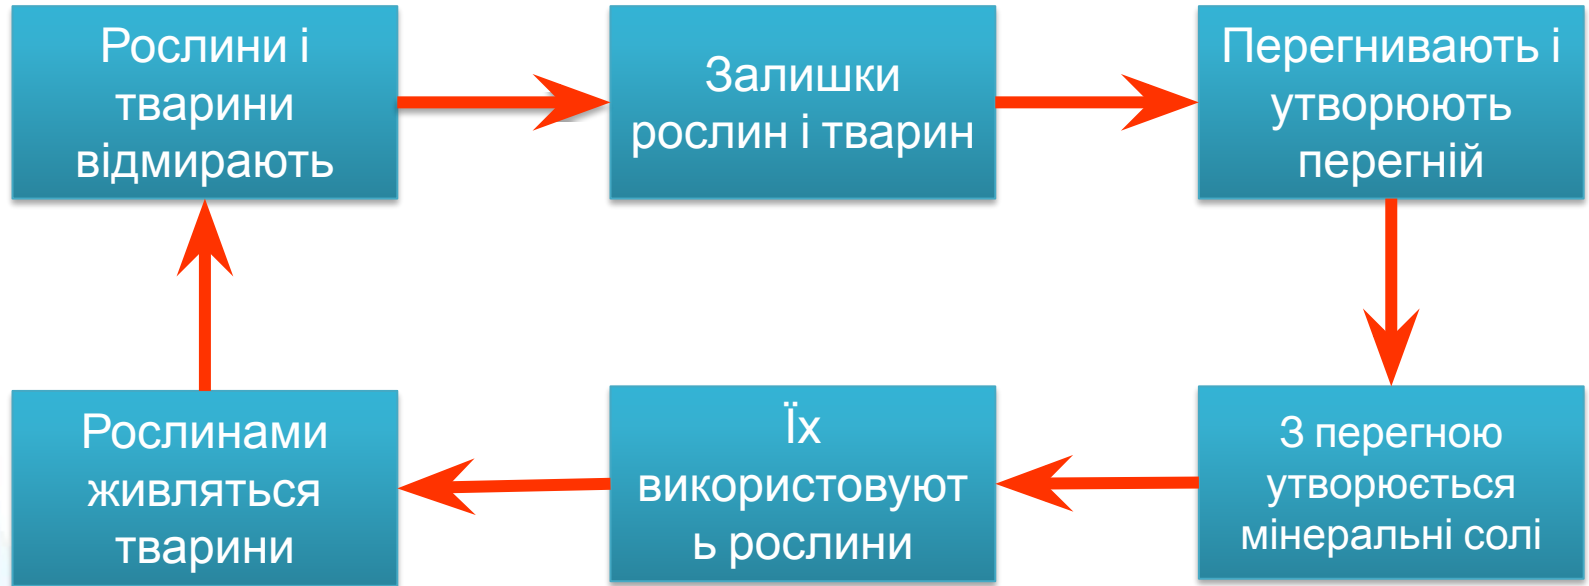 Рослини і
тварини
відмирають
Залишки
рослин і тварин
Перегнивають і
утворюють
перегній
З перегною
утворюється
мінеральні солі
Їх
використовуют
ь рослини
Рослинами
живляться
тварини